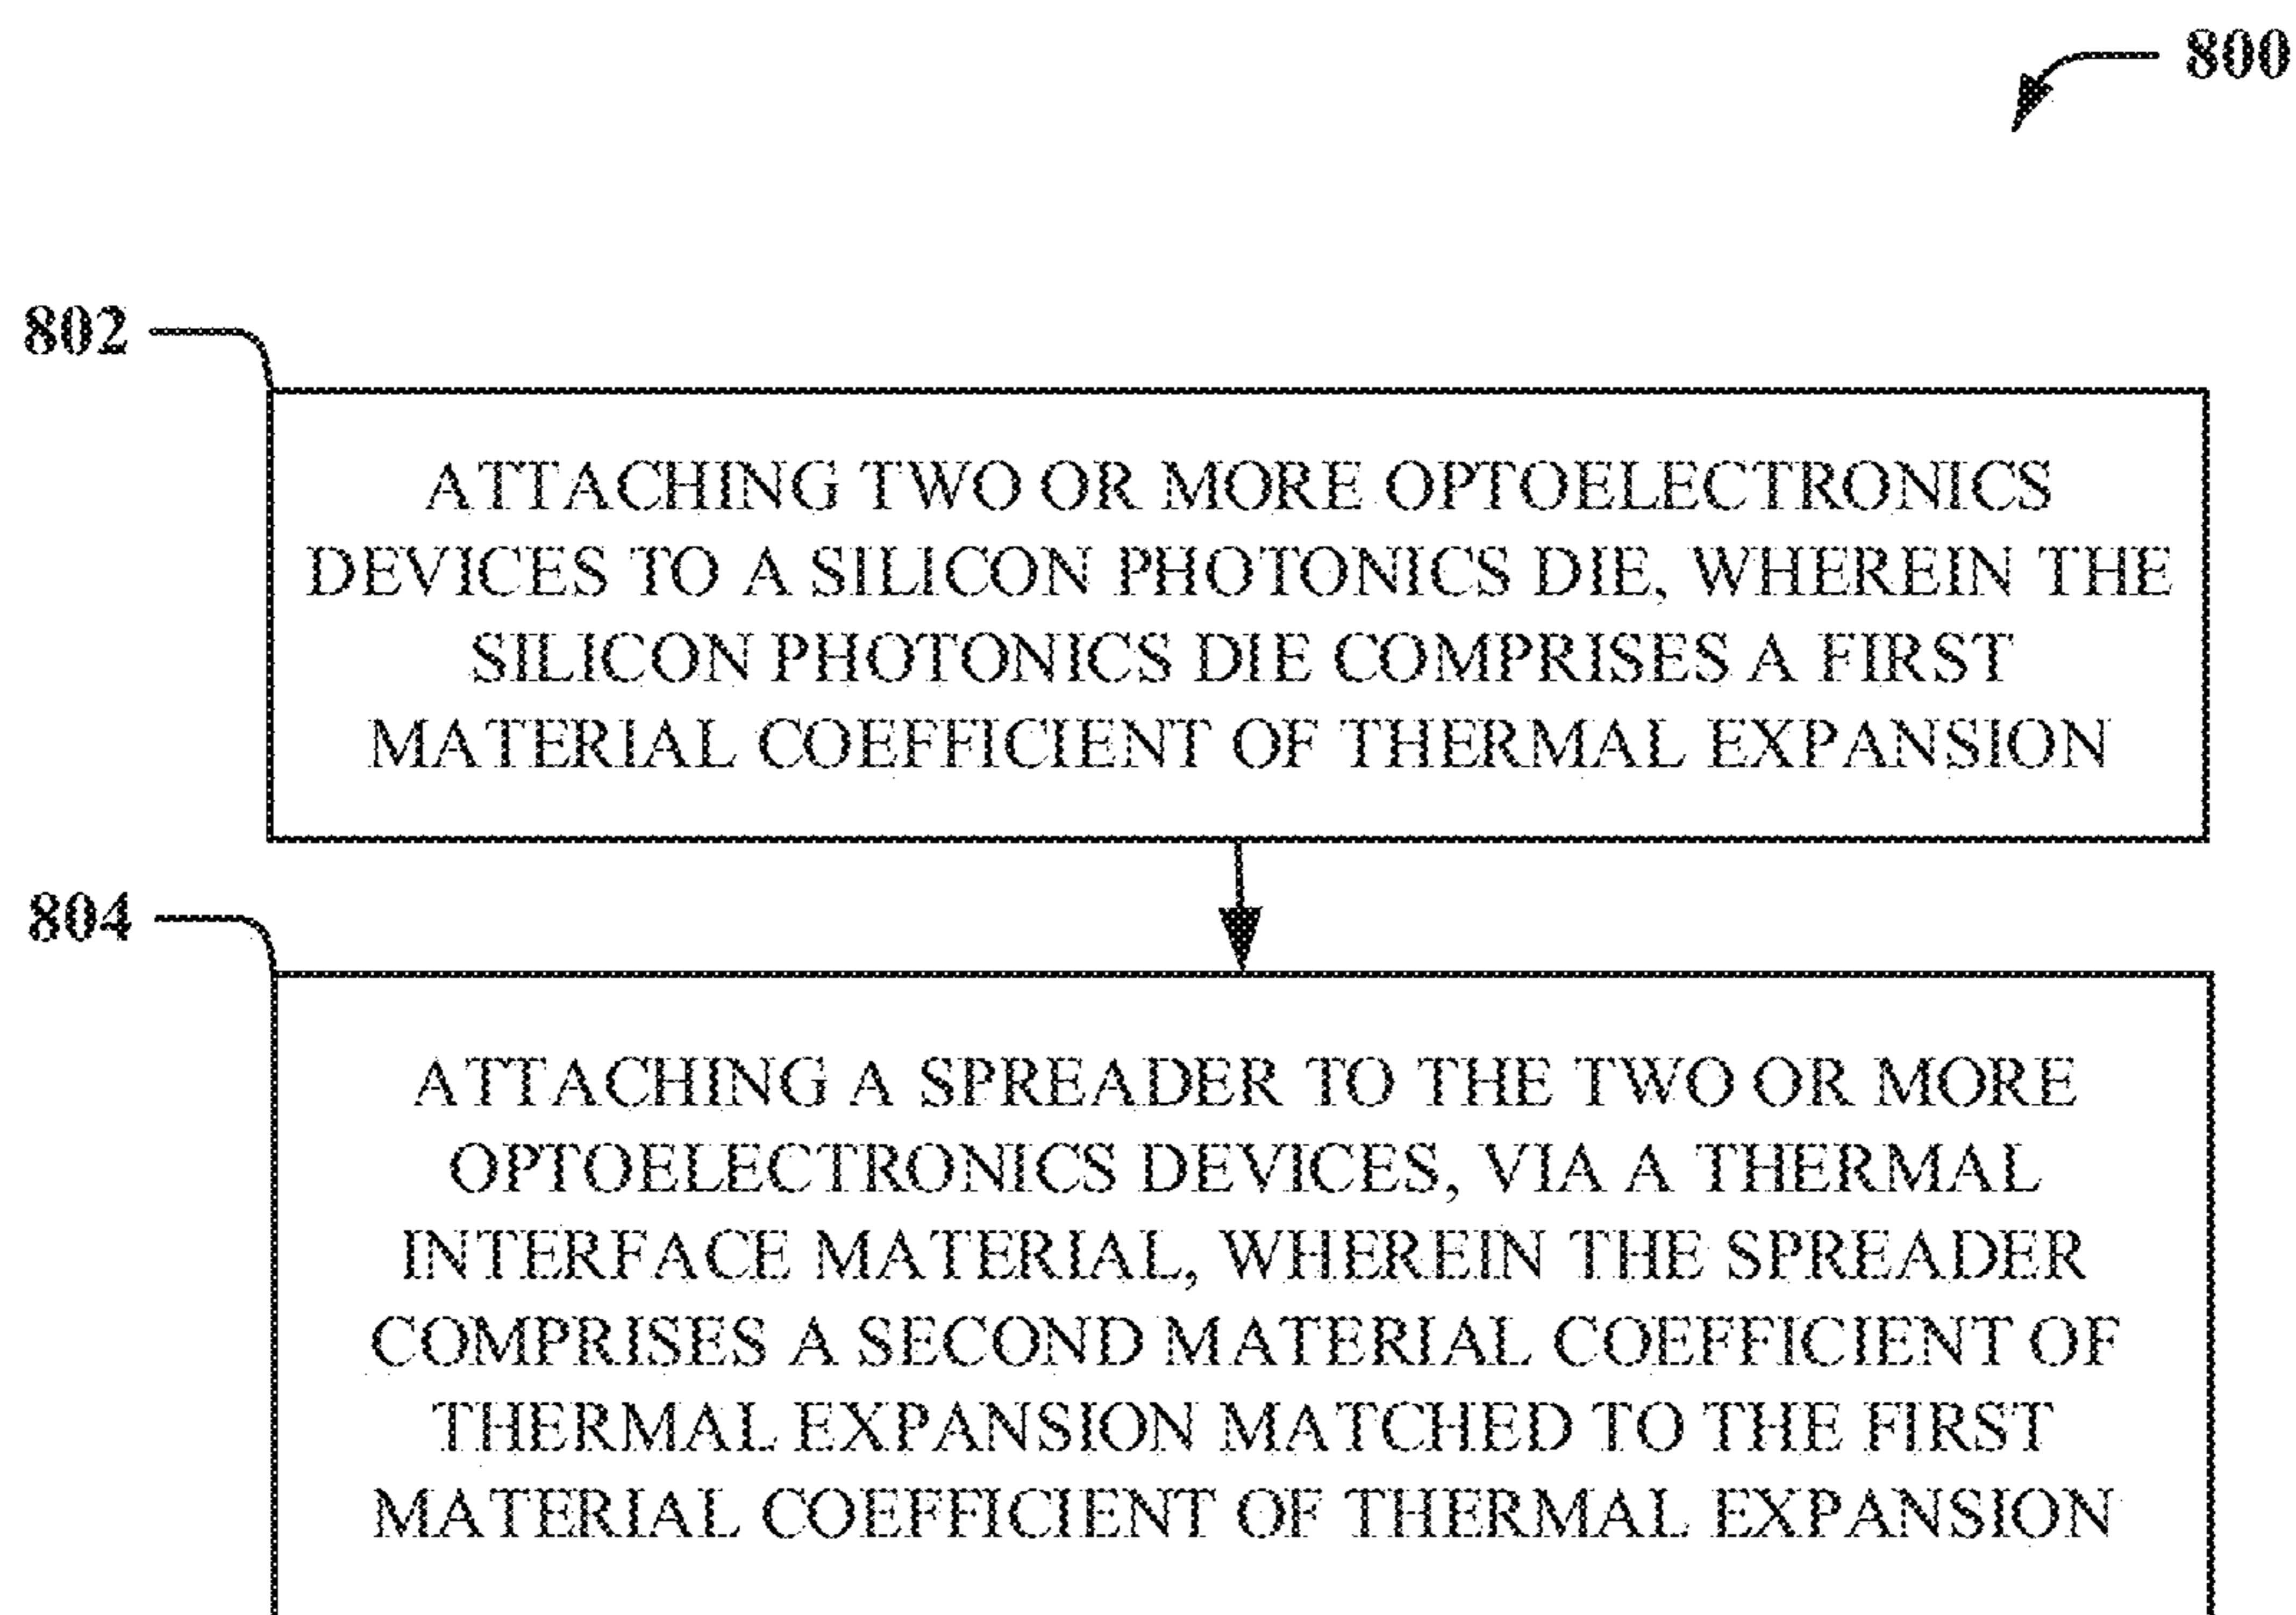 800
802
ATTACHING TWO OR MORE OPTOELECTRONICS
DEVICES TO A SILICON PHOTONICS DIE, WHEREIN THE
SILICON PHOTONICS DIE COMPRISES A FIRST
MATERIAL COEFFICIENT OF THERMAL EXPANSION
804
ATTACHING A SPREADER TO THE TWO OR MORE
OPTOELECTRONICS DEVICES, VIA A THERMAL
INTERFACE MATERIAL, WHEREIN THE SPREADER
COMPRISES A SECOND MATERIAL COEFFICIENT OF
THERMAL EXPANSION MATCHED TO THE FIRST
MATERIAL COEFFICIENT OF THERMAL EXPANSION